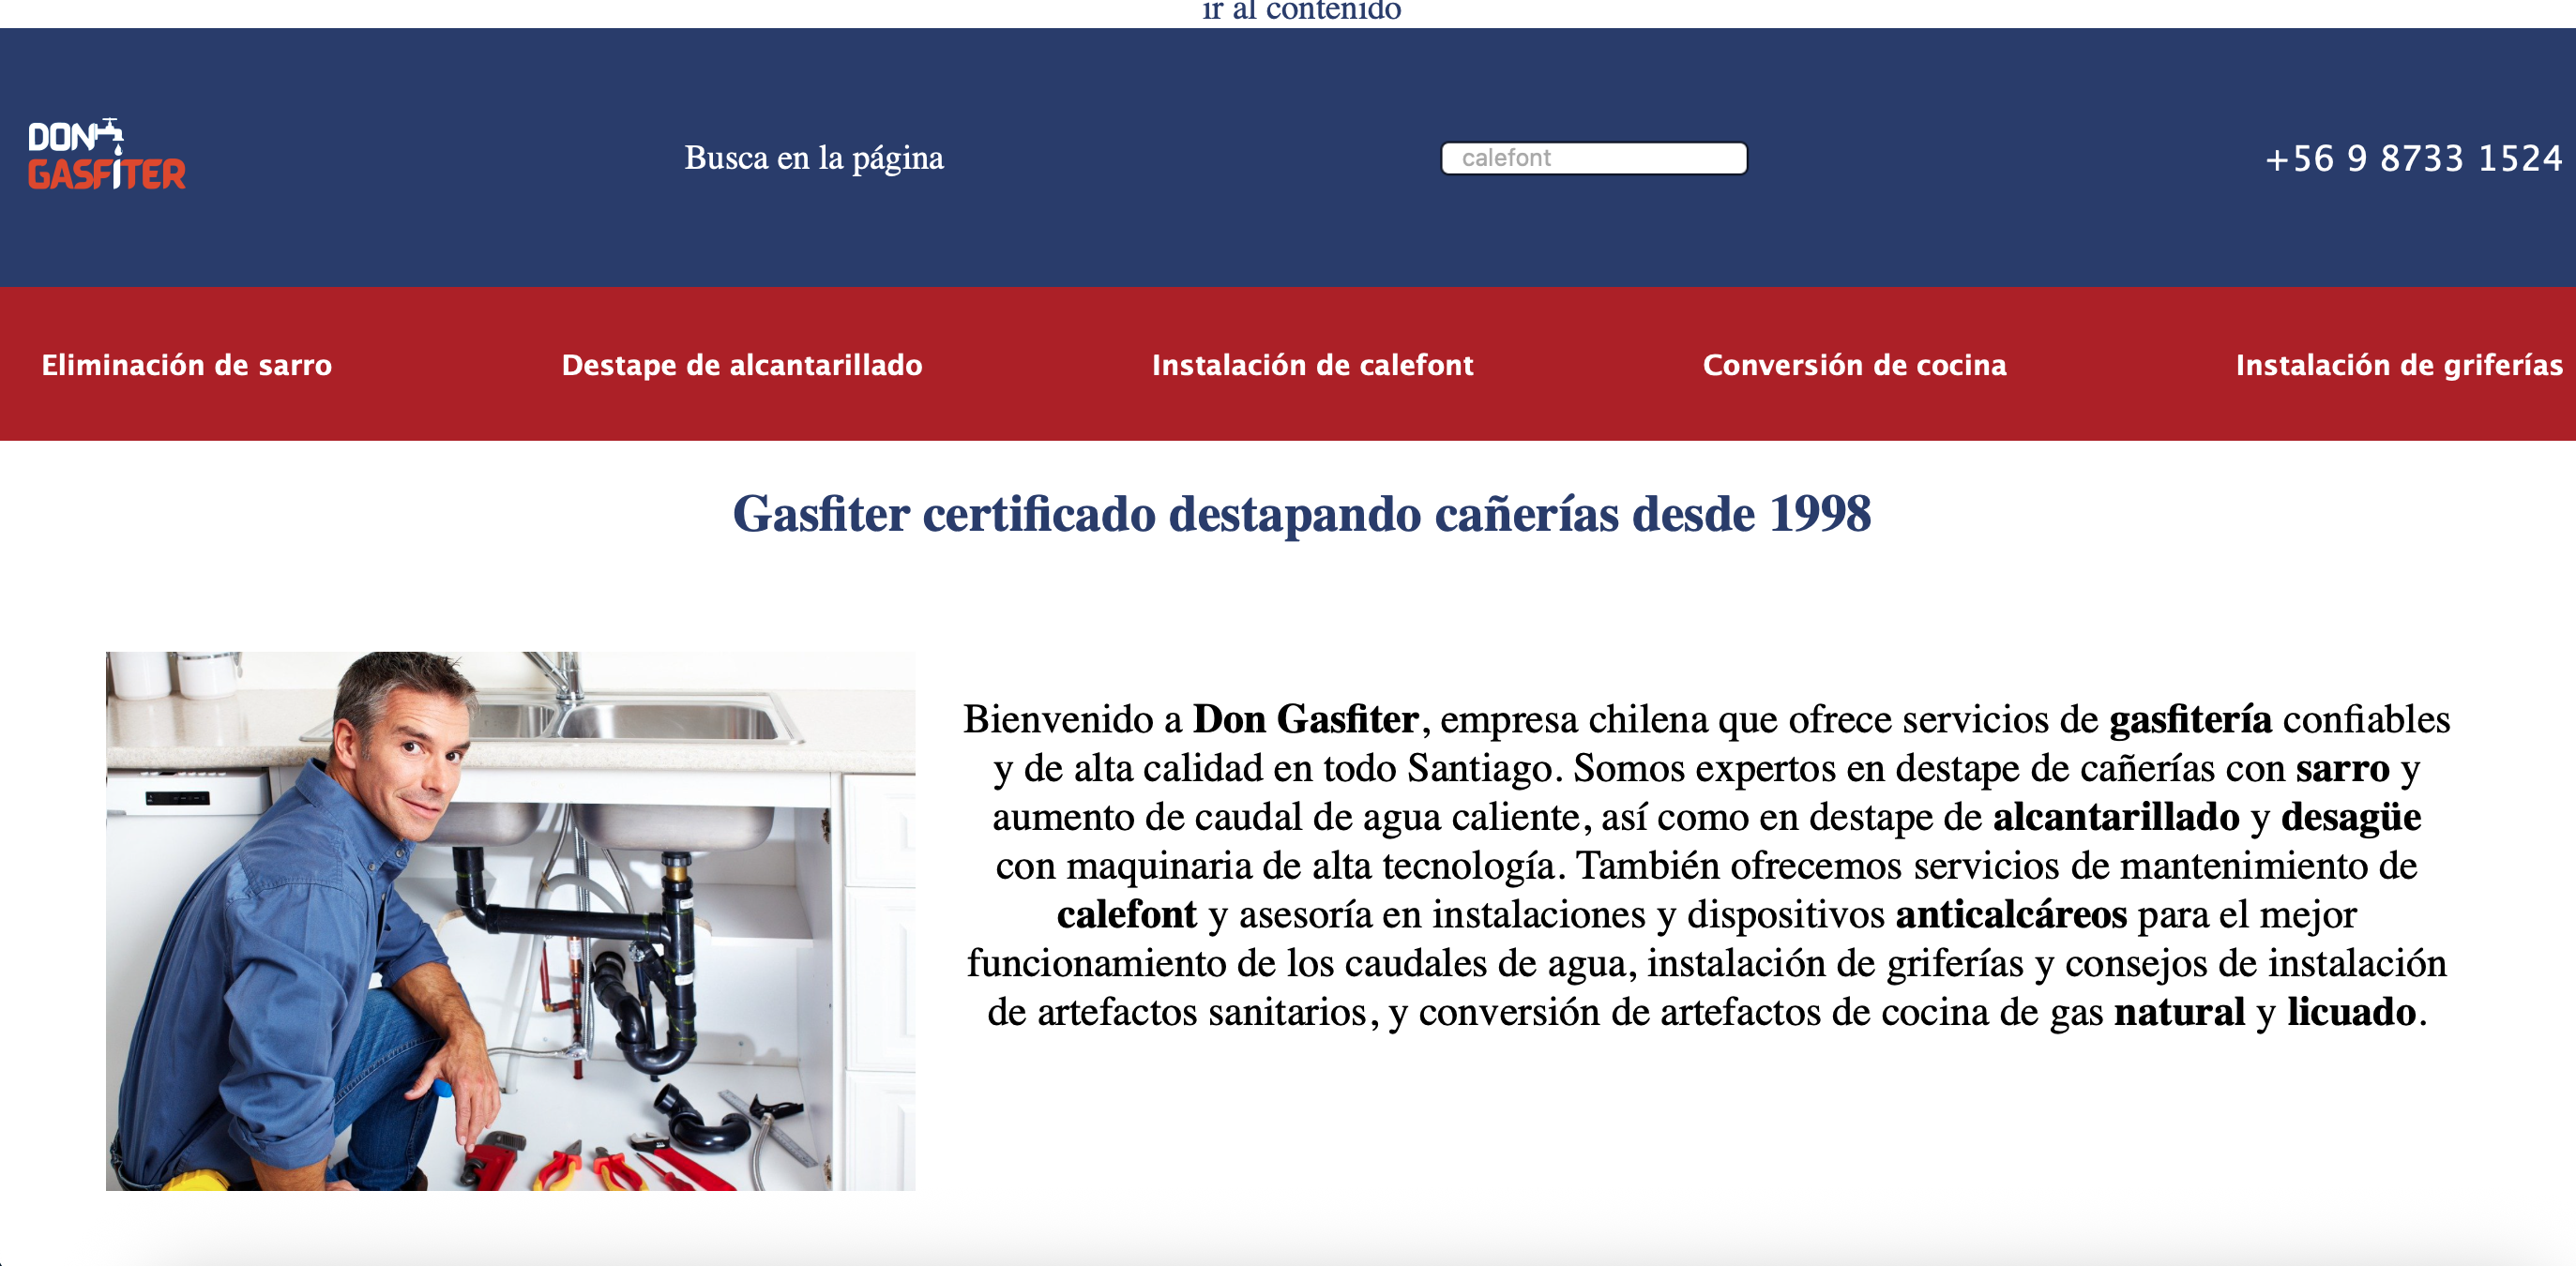 ir al contenido
DON
GASFITER
Busca en la página
calefont
+56 9 8733 1524
Eliminación de sarro
Destape de alcantarillado
Instalación de calefont
Conversión de cocina
Instalación de griferías
Gasfiter certificado destapando cañerías desde 1998
Bienvenido a Don Gasfiter, empresa chilena que ofrece servicios de gasfitería confiables
y de alta calidad en todo Santiago. Somos expertos en destape de cañerías con sarro y
aumento de caudal de agua caliente, así como en destape de alcantarillado y desagüe
con maquinaria de alta tecnología. También ofrecemos servicios de mantenimiento de
calefont y asesoría en instalaciones y dispositivos anticalcáreos para el mejor
funcionamiento de los caudales de agua, instalación de griferías y consejos de instalación
de artefactos sanitarios, y conversión de artefactos de cocina de gas natural y licuado.